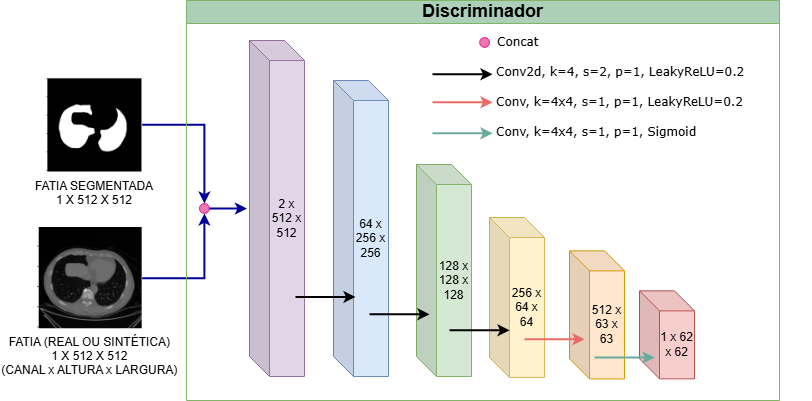 Discriminador
Concat
Conv2d, k=4, s=2, p=1, LeakyReLU=0.2
Conv, k=4x4, s=1, p=1, LeakyReLU=0.2
Conv, k=4x4, s=1, p=1, Sigmoid
FATIA SEGMENTADA
1 X 512 X 512
FATIA (REAL OU SINTÉTICA)
1 X 512 X 512
(CANAL x ALTURA x LARGURA)
2 x
512 x
512
64 x
256 x
256
128 x
128 x
128
256 x
64 x
64
512 x
63 x
63
1 x 62
x 62